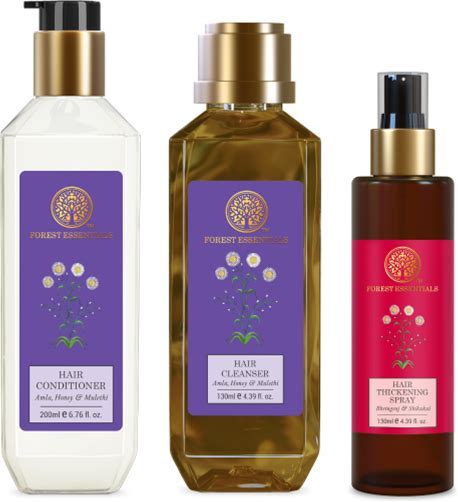 FOREST ESSENTIALS
HAIR
CONDITIONER
Amla, Honey & Mulethi
200ml e 6.76 fl. oz.
FOREST ESSENTIALS
HAIR
CLEANSER
Amla, Honey & Mulethi
130ml e 4.39 fl. oz.
FOREST ESSENTIALS
HAIR
THICKENING
SPRAY
Bhringraj & Shikakai
130ml e 4.39 fl. oz.